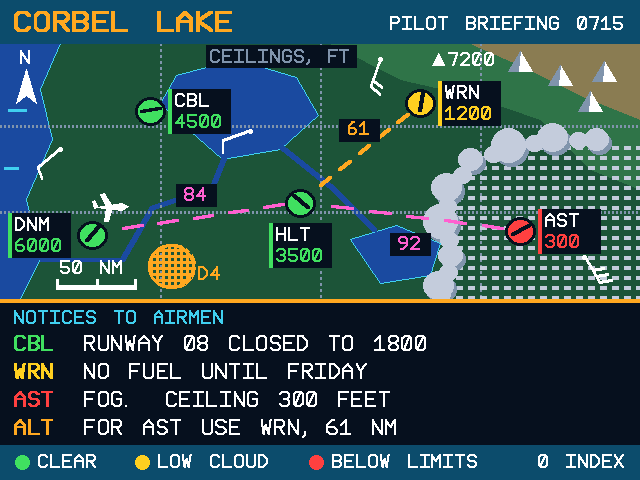 CORBEL LAKE
PILOT BRIEFING 0715
N
CEILINGS, FT
▲7200
CBL
4500
WRN
1200
61
84
DNM
6000
HLT
3500
92
AST
300
50 NM
D4
NOTICES TO AIRMEN
CBL RUNWAY 08 CLOSED TO 1800
WRN NO FUEL UNTIL FRIDAY
AST FOG. CEILING 300 FEET
ALT FOR AST USE WRN, 61 NM
CLEAR LOW CLOUD BELOW LIMITS 0 INDEX